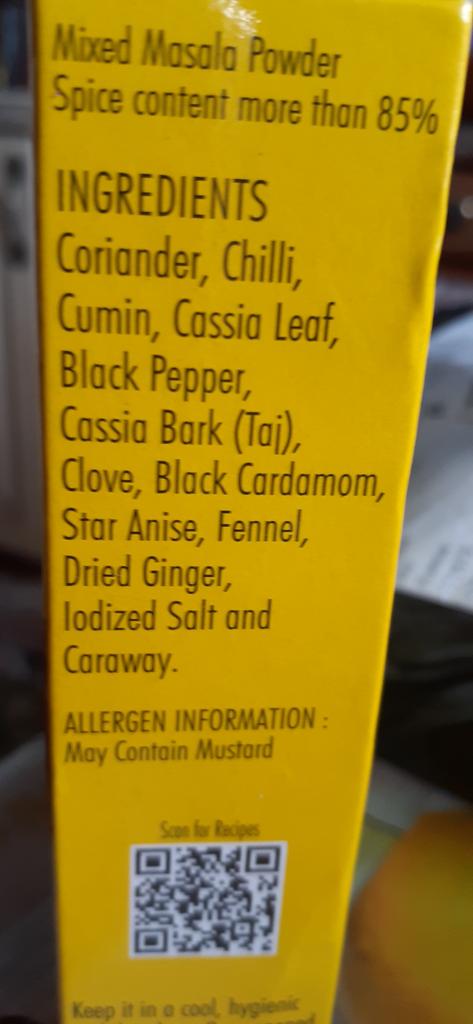 Mixed Masala Powder
Spice content more than 85%
INGREDIENTS
Coriander, Chilli,
Cumin, Cassia Leaf,
Black Pepper,
Cassia Bark (Taj),
Clove, Black Cardamom,
Star Anise, Fennel,
Dried Ginger,
Iodized Salt and
Caraway.
ALLERGEN INFORMATION :
May Contain Mustard
Scan for Recipes
Keep it in a cool, hygienic